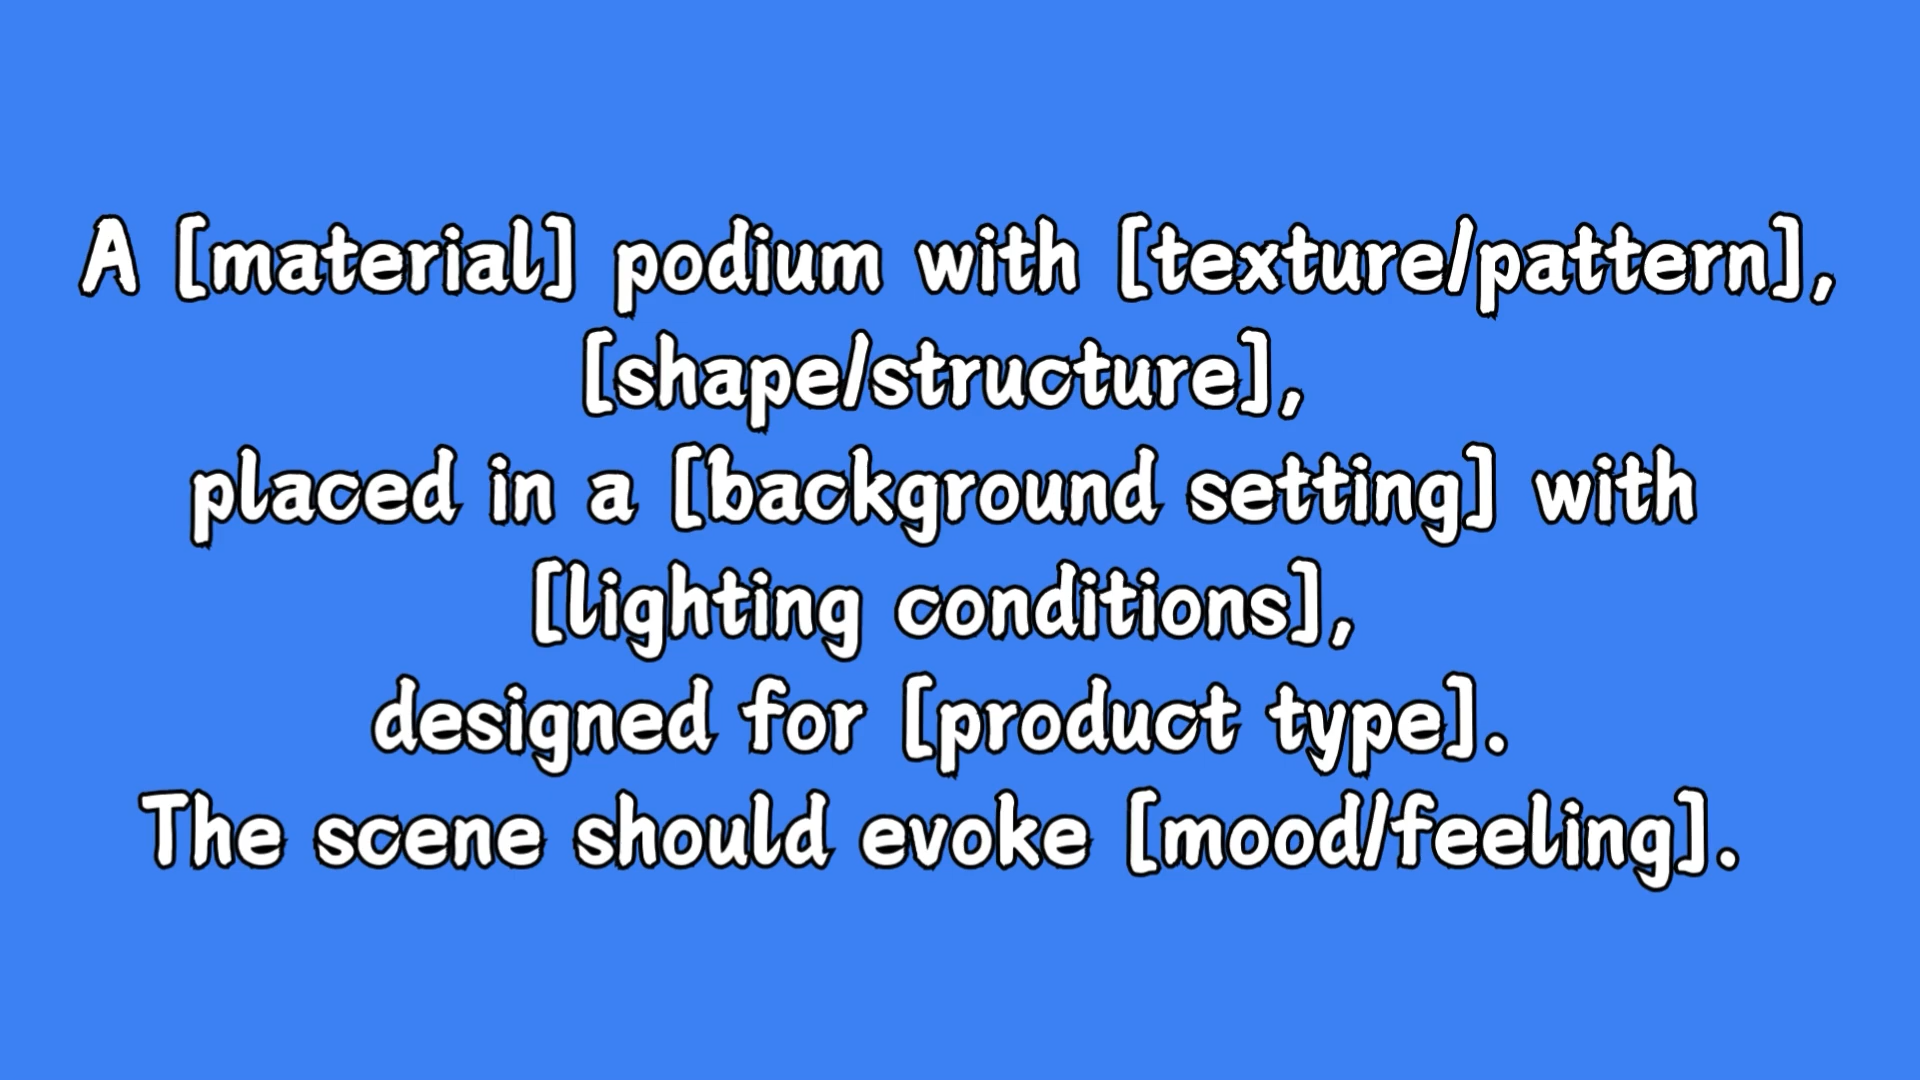 A [material] podium with [texture/pattern],
[shape/structure],
placed in a [background setting] with
[lighting conditions],
designed for [product type].
The scene should evoke [mood/feeling].